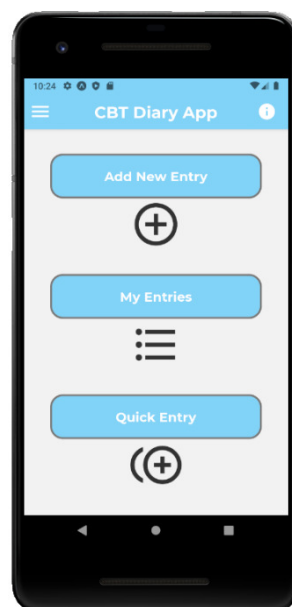 10:24
CBT Diary App
Add New Entry
My Entries
Quick Entry